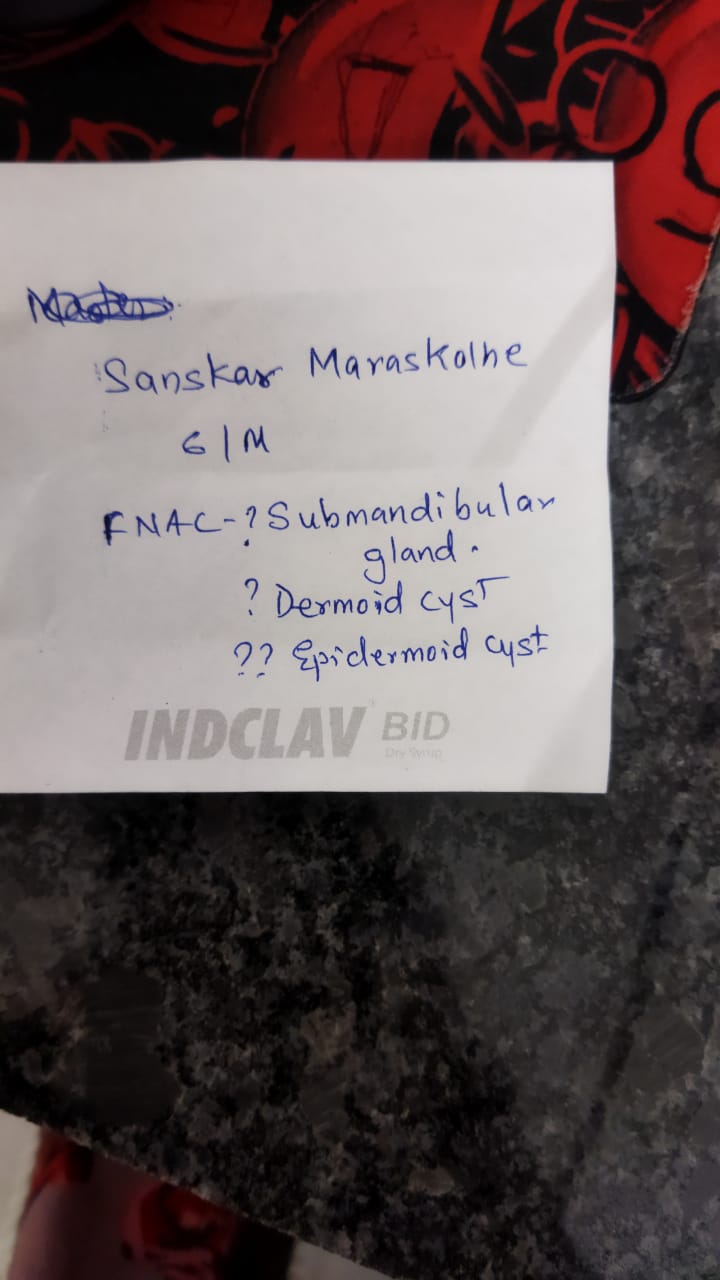 Sanskar Maraskolhe
6 | M
FNAC - ? Submandibular
gland.
? Dermoid cyst
?? Epidermoid cyst
INDCLAV BID
Dry Syrup